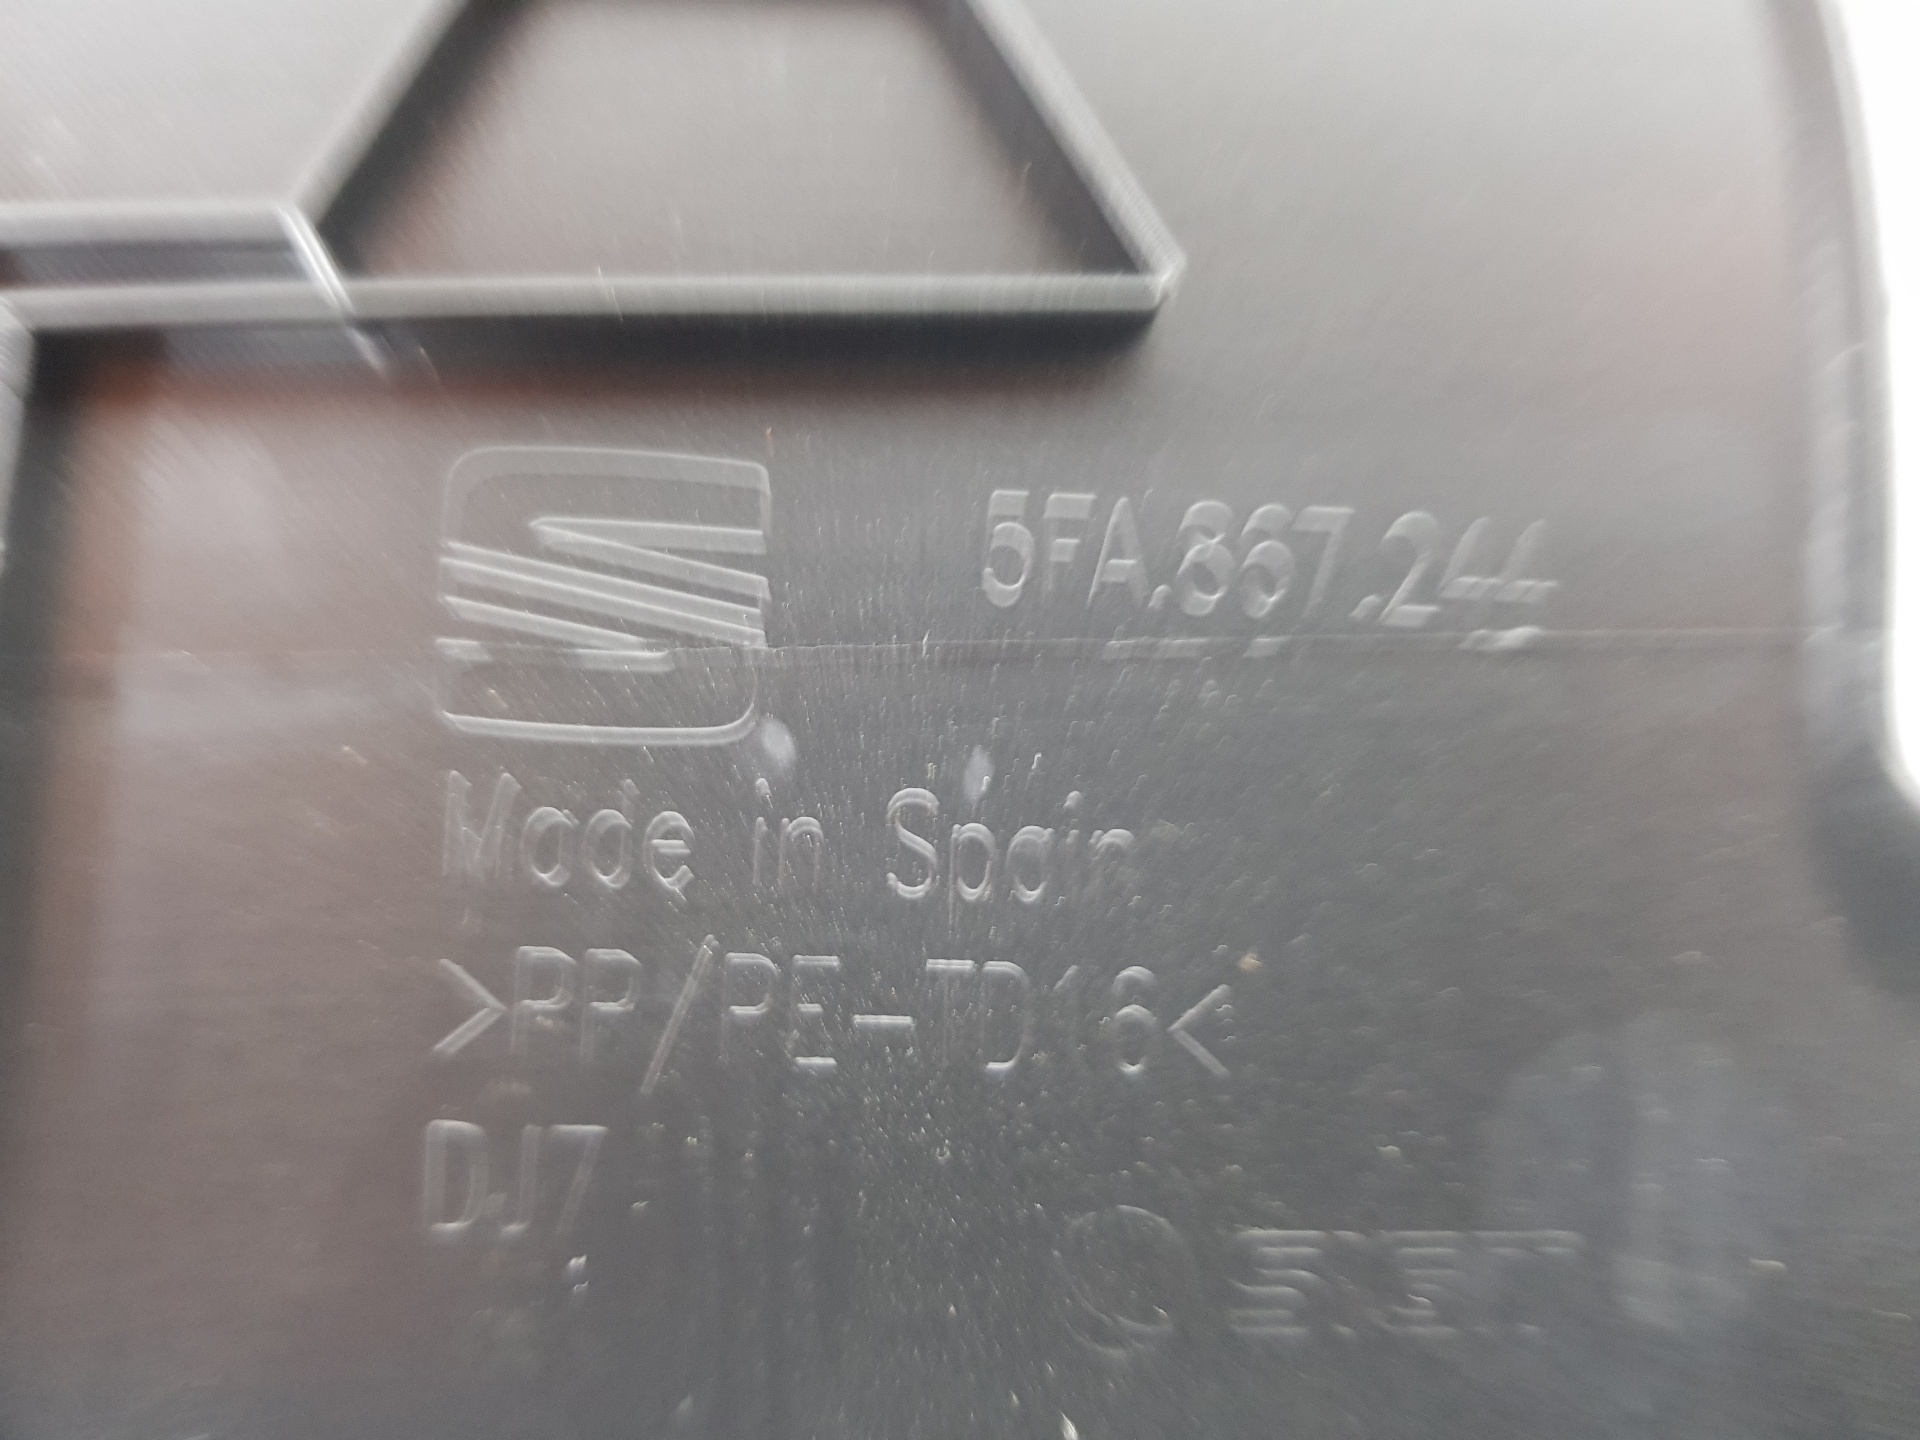 5FA.867.244
Made in Spain
>PP/PE-TD16<
DJ7